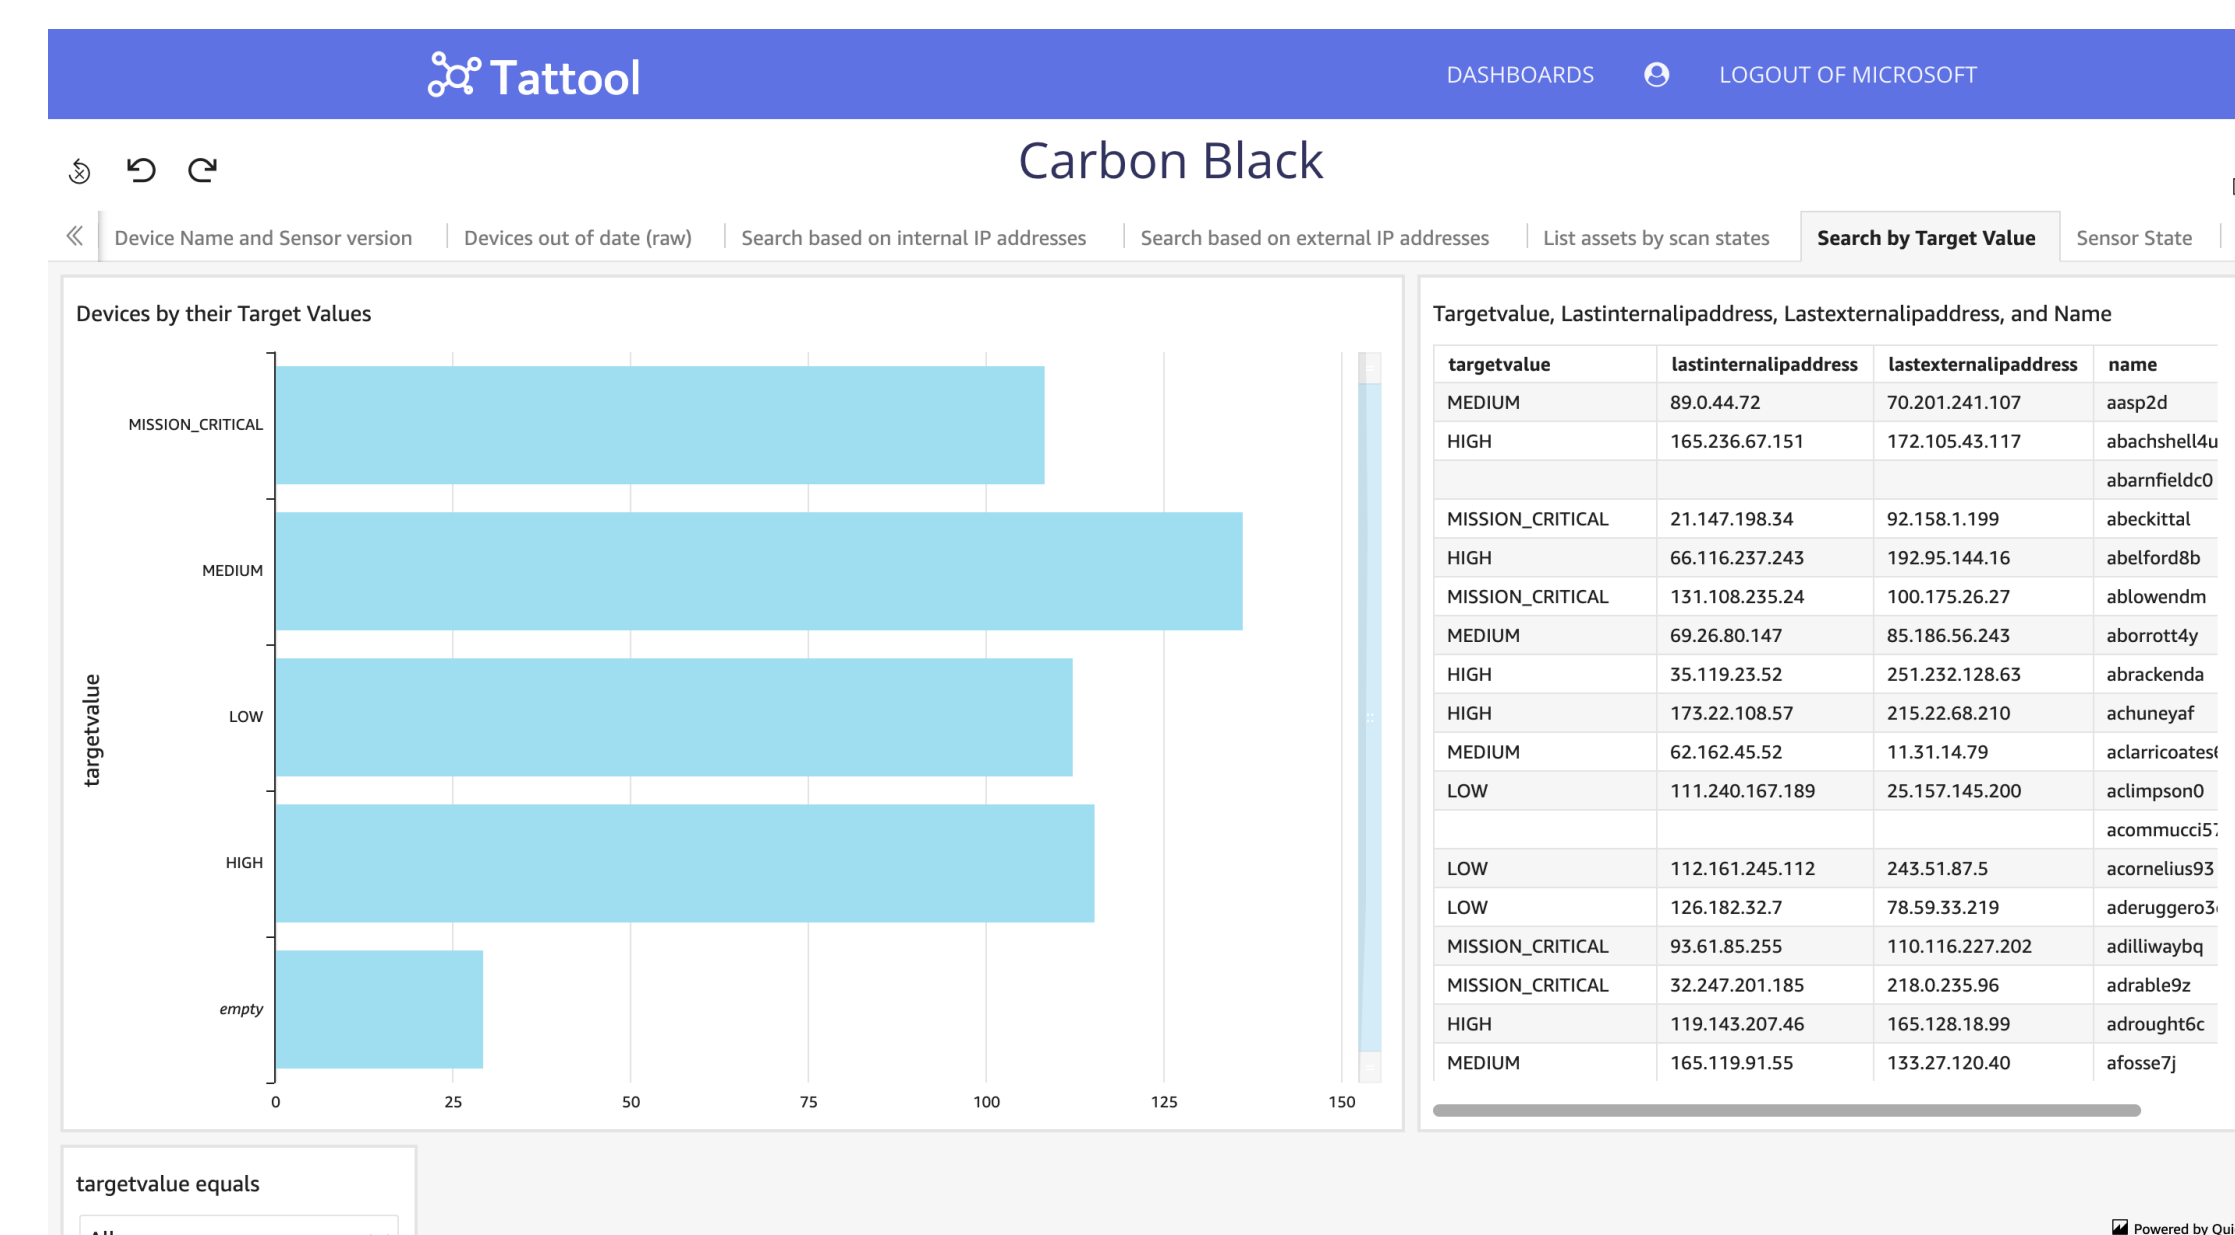 Tattool
DASHBOARDS LOGOUT OF MICROSOFT
Carbon Black
Device Name and Sensor version Devices out of date (raw) Search based on internal IP addresses Search based on external IP addresses List assets by scan states Search by Target Value Sensor State
Devices by their Target Values
MISSION_CRITICAL
MEDIUM
LOW
HIGH
empty
targetvalue
0 25 50 75 100 125 150
Targetvalue, Lastinternalipaddress, Lastexternalipaddress, and Name
targetvalue lastinternalipaddress lastexternalipaddress name
MEDIUM 89.0.44.72 70.201.241.107 aasp2d
HIGH 165.236.67.151 172.105.43.117 abachshell4u
abarnfieldc0
MISSION_CRITICAL 21.147.198.34 92.158.1.199 abeckittal
HIGH 66.116.237.243 192.95.144.16 abelford8b
MISSION_CRITICAL 131.108.235.24 100.175.26.27 ablowendm
MEDIUM 69.26.80.147 85.186.56.243 aborrott4y
HIGH 35.119.23.52 251.232.128.63 abrackenda
HIGH 173.22.108.57 215.22.68.210 achuneyaf
MEDIUM 62.162.45.52 11.31.14.79 aclarricoates
LOW 111.240.167.189 25.157.145.200 aclimpson0
acommucci5
LOW 112.161.245.112 243.51.87.5 acornelius93
LOW 126.182.32.7 78.59.33.219 aderuggero3
MISSION_CRITICAL 93.61.85.255 110.116.227.202 adilliwaybq
MISSION_CRITICAL 32.247.201.185 218.0.235.96 adrable9z
HIGH 119.143.207.46 165.128.18.99 adrought6c
MEDIUM 165.119.91.55 133.27.120.40 afosse7j
targetvalue equals
All
Powered by Qui